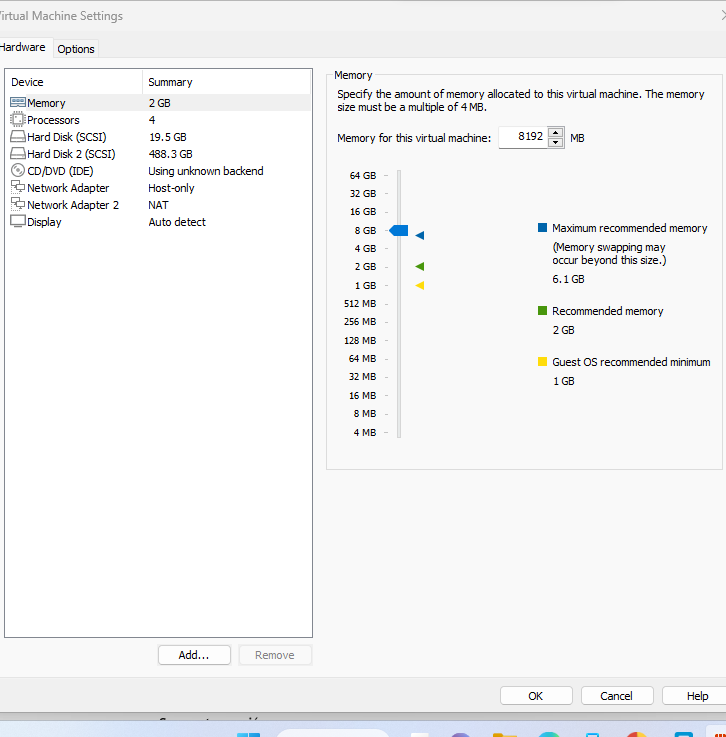 Virtual Machine Settings
Hardware
Options
Device Summary
Memory 2 GB
Processors 4
Hard Disk (SCSI) 19.5 GB
Hard Disk 2 (SCSI) 488.3 GB
CD/DVD (IDE) Using unknown backend
Network Adapter Host-only
Network Adapter 2 NAT
Display Auto detect
Add...
Remove
Memory
Specify the amount of memory allocated to this virtual machine. The memory
size must be a multiple of 4 MB.
Memory for this virtual machine: 8192 MB
64 GB
32 GB
16 GB
8 GB
4 GB
2 GB
1 GB
512 MB
256 MB
128 MB
64 MB
32 MB
16 MB
8 MB
4 MB
Maximum recommended memory
(Memory swapping may
occur beyond this size.)
6.1 GB
Recommended memory
2 GB
Guest OS recommended minimum
1 GB
OK
Cancel
Help